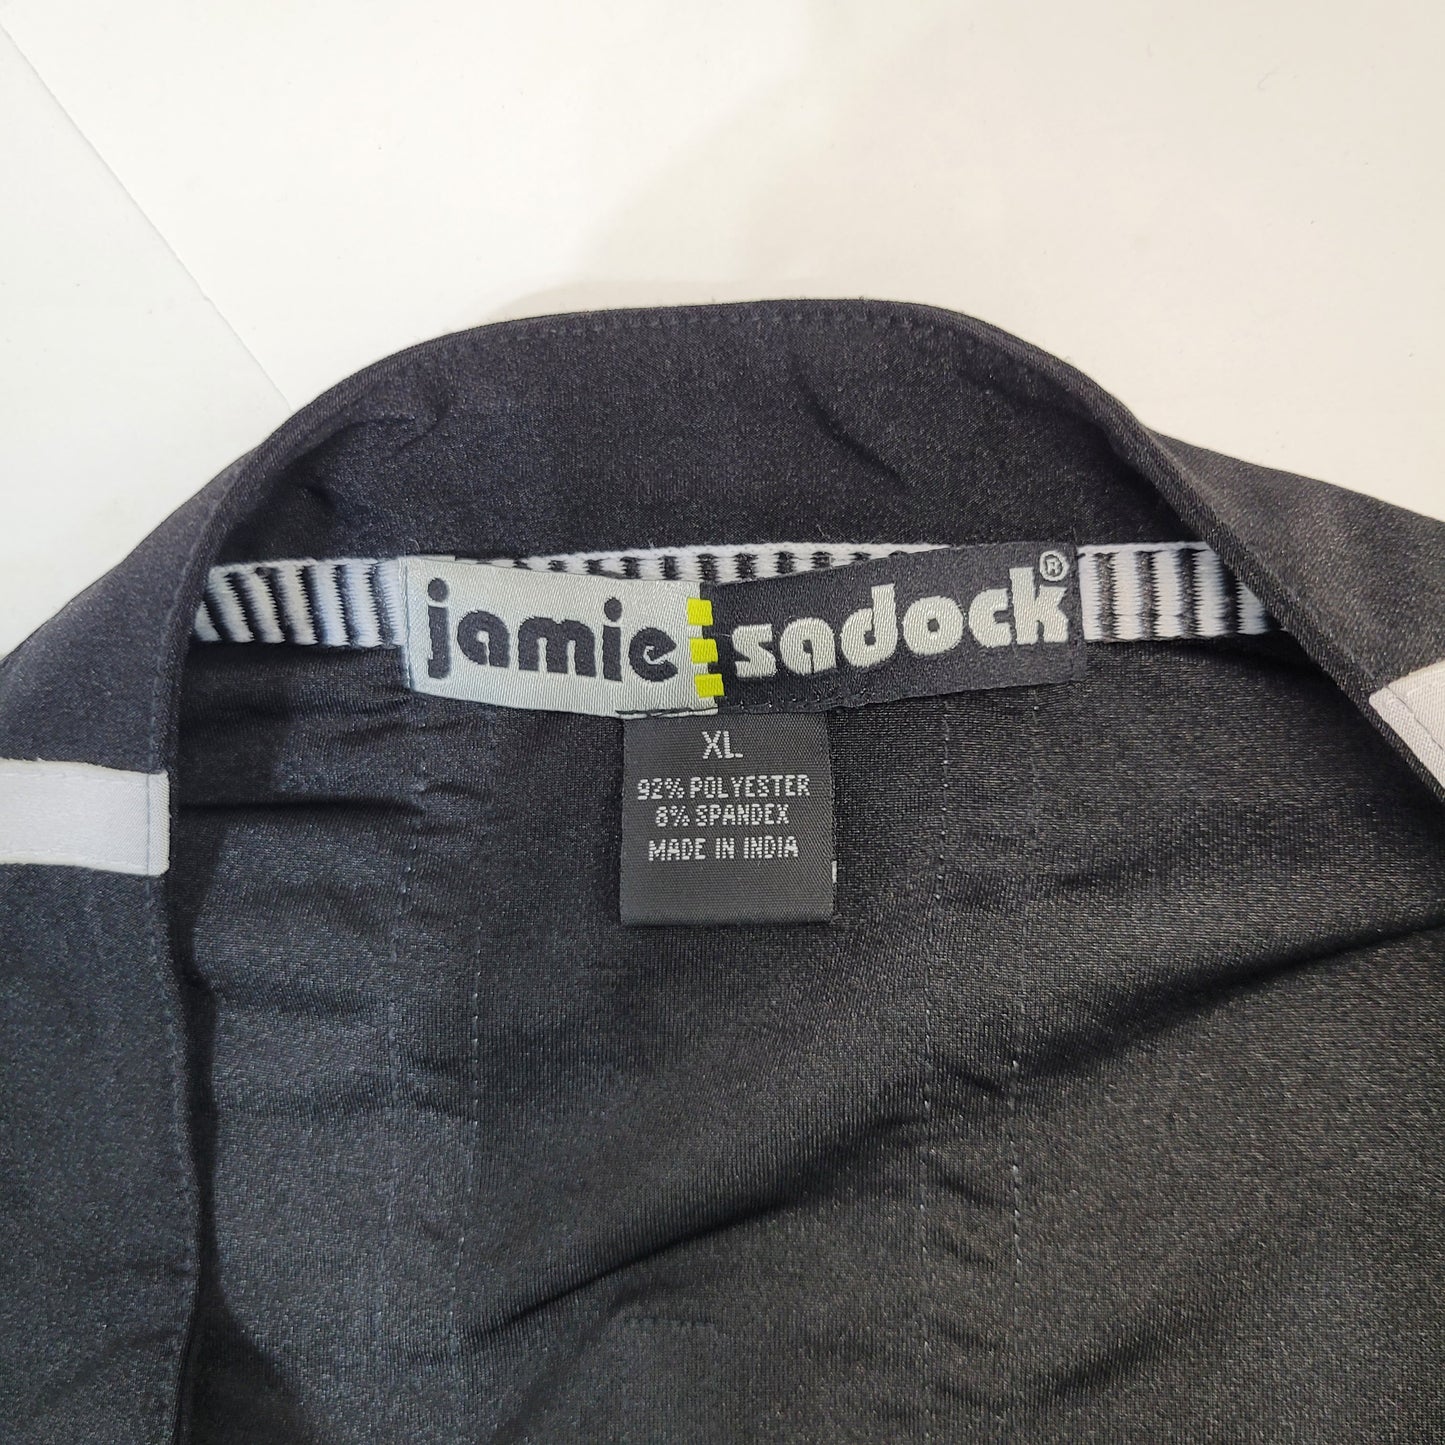 jamie sadock®
XL
92% POLYESTER
8% SPANDEX
MADE IN INDIA